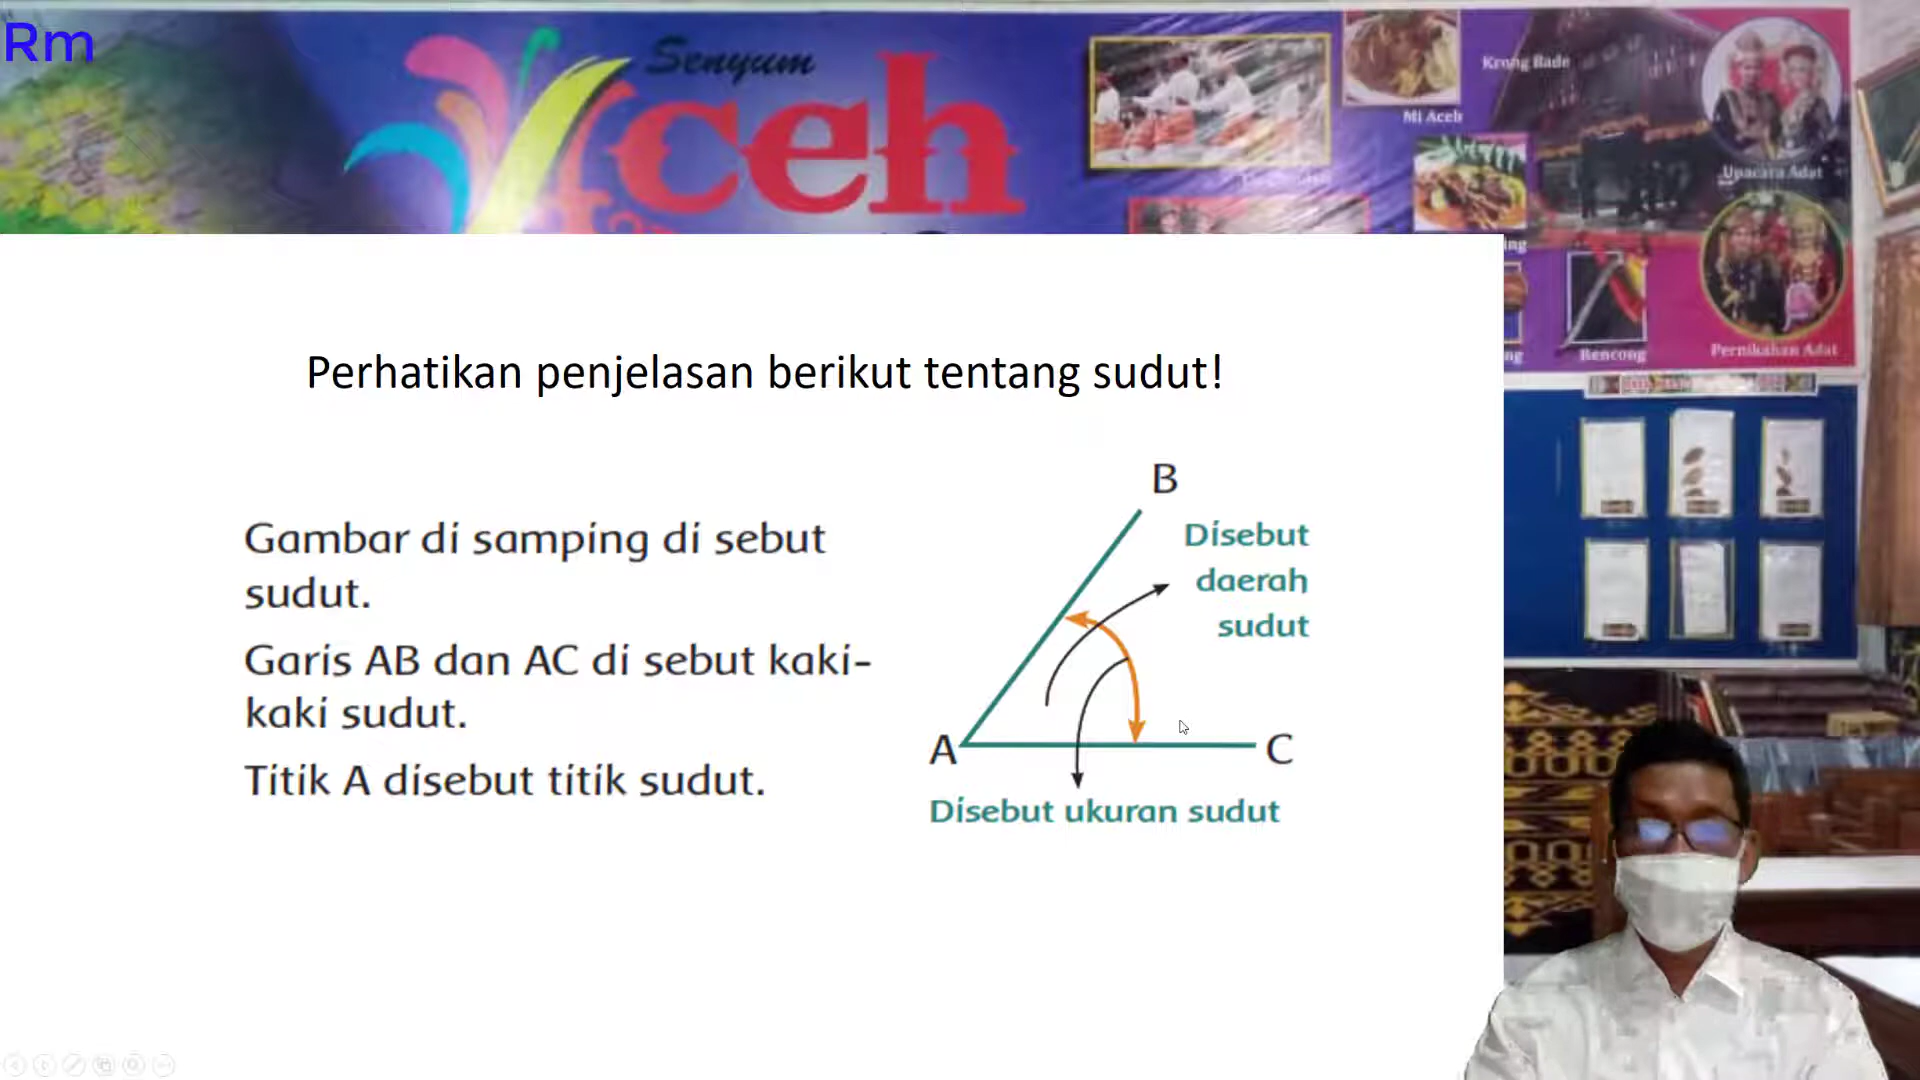 Rm
Senyum
Aceh
Mi Aceh
Krong Bade
Upacara Adat
Rencong
Pernikahan Adat
Perhatikan penjelasan berikut tentang sudut!
Gambar di samping di sebut
sudut.
Garis AB dan AC di sebut kaki-
kaki sudut.
Titik A disebut titik sudut.
B
Disebut
daerah
sudut
A
C
Disebut ukuran sudut